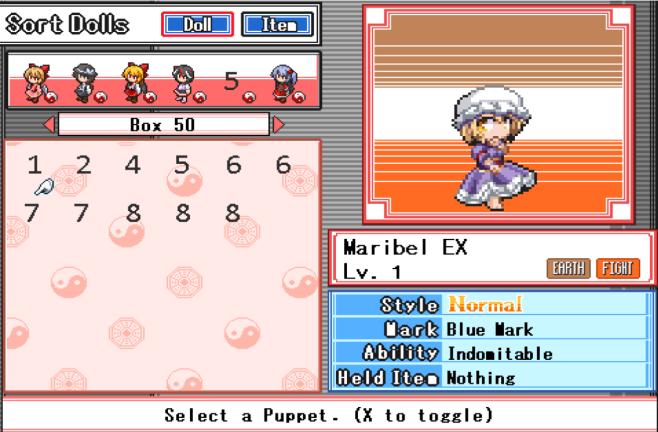 Sort Dolls Doll Item
5
Box 50
1 2 4 5 6 6
7 7 8 8 8
Maribel EX
Lv. 1 EARTH FIGHT
Style Normal
Mark Blue Mark
Ability Indomitable
Held Item Nothing
Select a Puppet. (X to toggle)